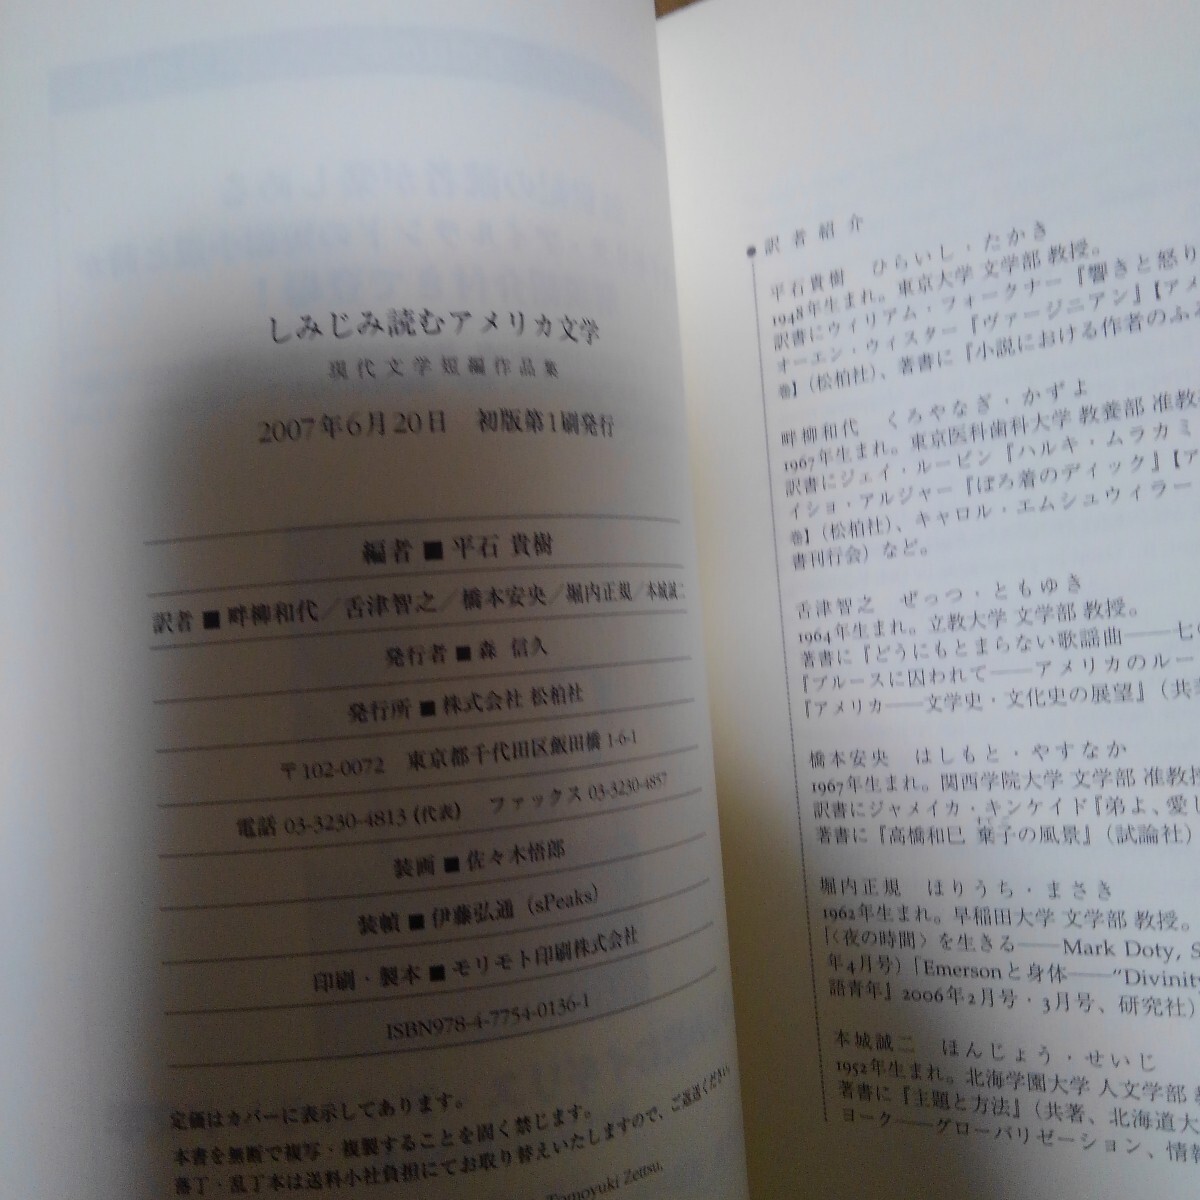 しみじみ読むアメリカ文学
現代文学短編作品集
2007年6月20日　初版第1刷発行
編者■平石 貴樹
訳者■畔柳和代／舌津智之／橋本安央／堀内正規／本城誠二
発行者■森 信久
発行所■株式会社 松柏社
〒102-0072　東京都千代田区飯田橋1-6-1
電話 03-3230-4813 (代表)　ファックス 03-3230-4857
装画■佐々木悟郎
装幀■伊藤弘通（sPeaks）
印刷・製本■モリモト印刷株式会社
ISBN978-4-7754-0136-1
定価はカバーに表示してあります。
本書を無断で複写・複製することを固く禁じます。
落丁・乱丁本は送料小社負担にてお取り替えいたしますので、ご返送ください
Tomoyuki Zettsu,
●訳者紹介
平石貴樹　ひらいし・たかき
1948年生まれ。東京大学 文学部 教授。
訳書にウィリアム・フォークナー『響きと怒り
オーエン・ウィスター『ヴァージニアン』【アメ
巻】（松柏社）、著書に『小説における作者のふ
畔柳和代　くろやなぎ・かずよ
1967年生まれ。東京医科歯科大学 教養部 准教
訳書にジェイ・ルービン『ハルキ・ムラカミ
イショ・アルジャー『ぼろ着のディック』【ア
巻】（松柏社）、キャロル・エムシュウィラー
書刊行会）など。
舌津智之　ぜっつ・ともゆき
1964年生まれ。立教大学 文学部 教授。
著書に『どうにもとまらない歌謡曲――七
『ブルースに囚われて――アメリカのルー
『アメリカ――文学史・文化史の展望』（共
橋本安央　はしもと・やすなか
1967年生まれ。関西学院大学 文学部 准教授
訳書にジャメイカ・キンケイド『弟よ、愛
著書に『高橋和巳 棄子の風景』（試論社）
堀内正規　ほりうち・まさき
1962年生まれ。早稲田大学 文学部 教授。
「〈夜の時間〉を生きる――Mark Doty, S
年4月号）「Emersonと身体――"Divinity
語青年』2006年2月号・3月号、研究社）
本城誠二　ほんじょう・せいじ
1952年生まれ。北海学園大学 人文学部
著書に『主題と方法』（共著、北海道大
ヨーク――グローバリゼーション、情報